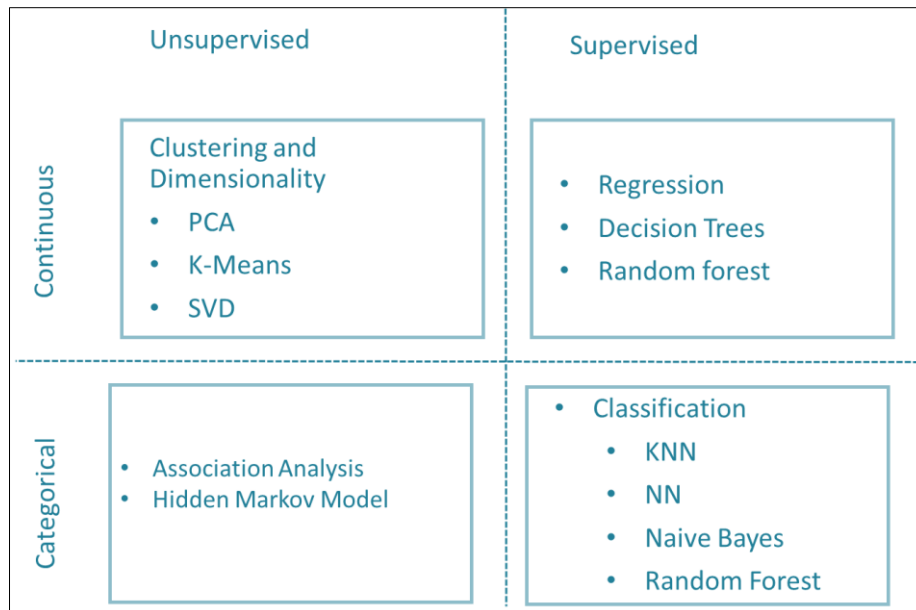 Unsupervised
Supervised
Continuous
Clustering and
Dimensionality
• PCA
• K-Means
• SVD
• Regression
• Decision Trees
• Random forest
Categorical
• Association Analysis
• Hidden Markov Model
• Classification
• KNN
• NN
• Naive Bayes
• Random Forest